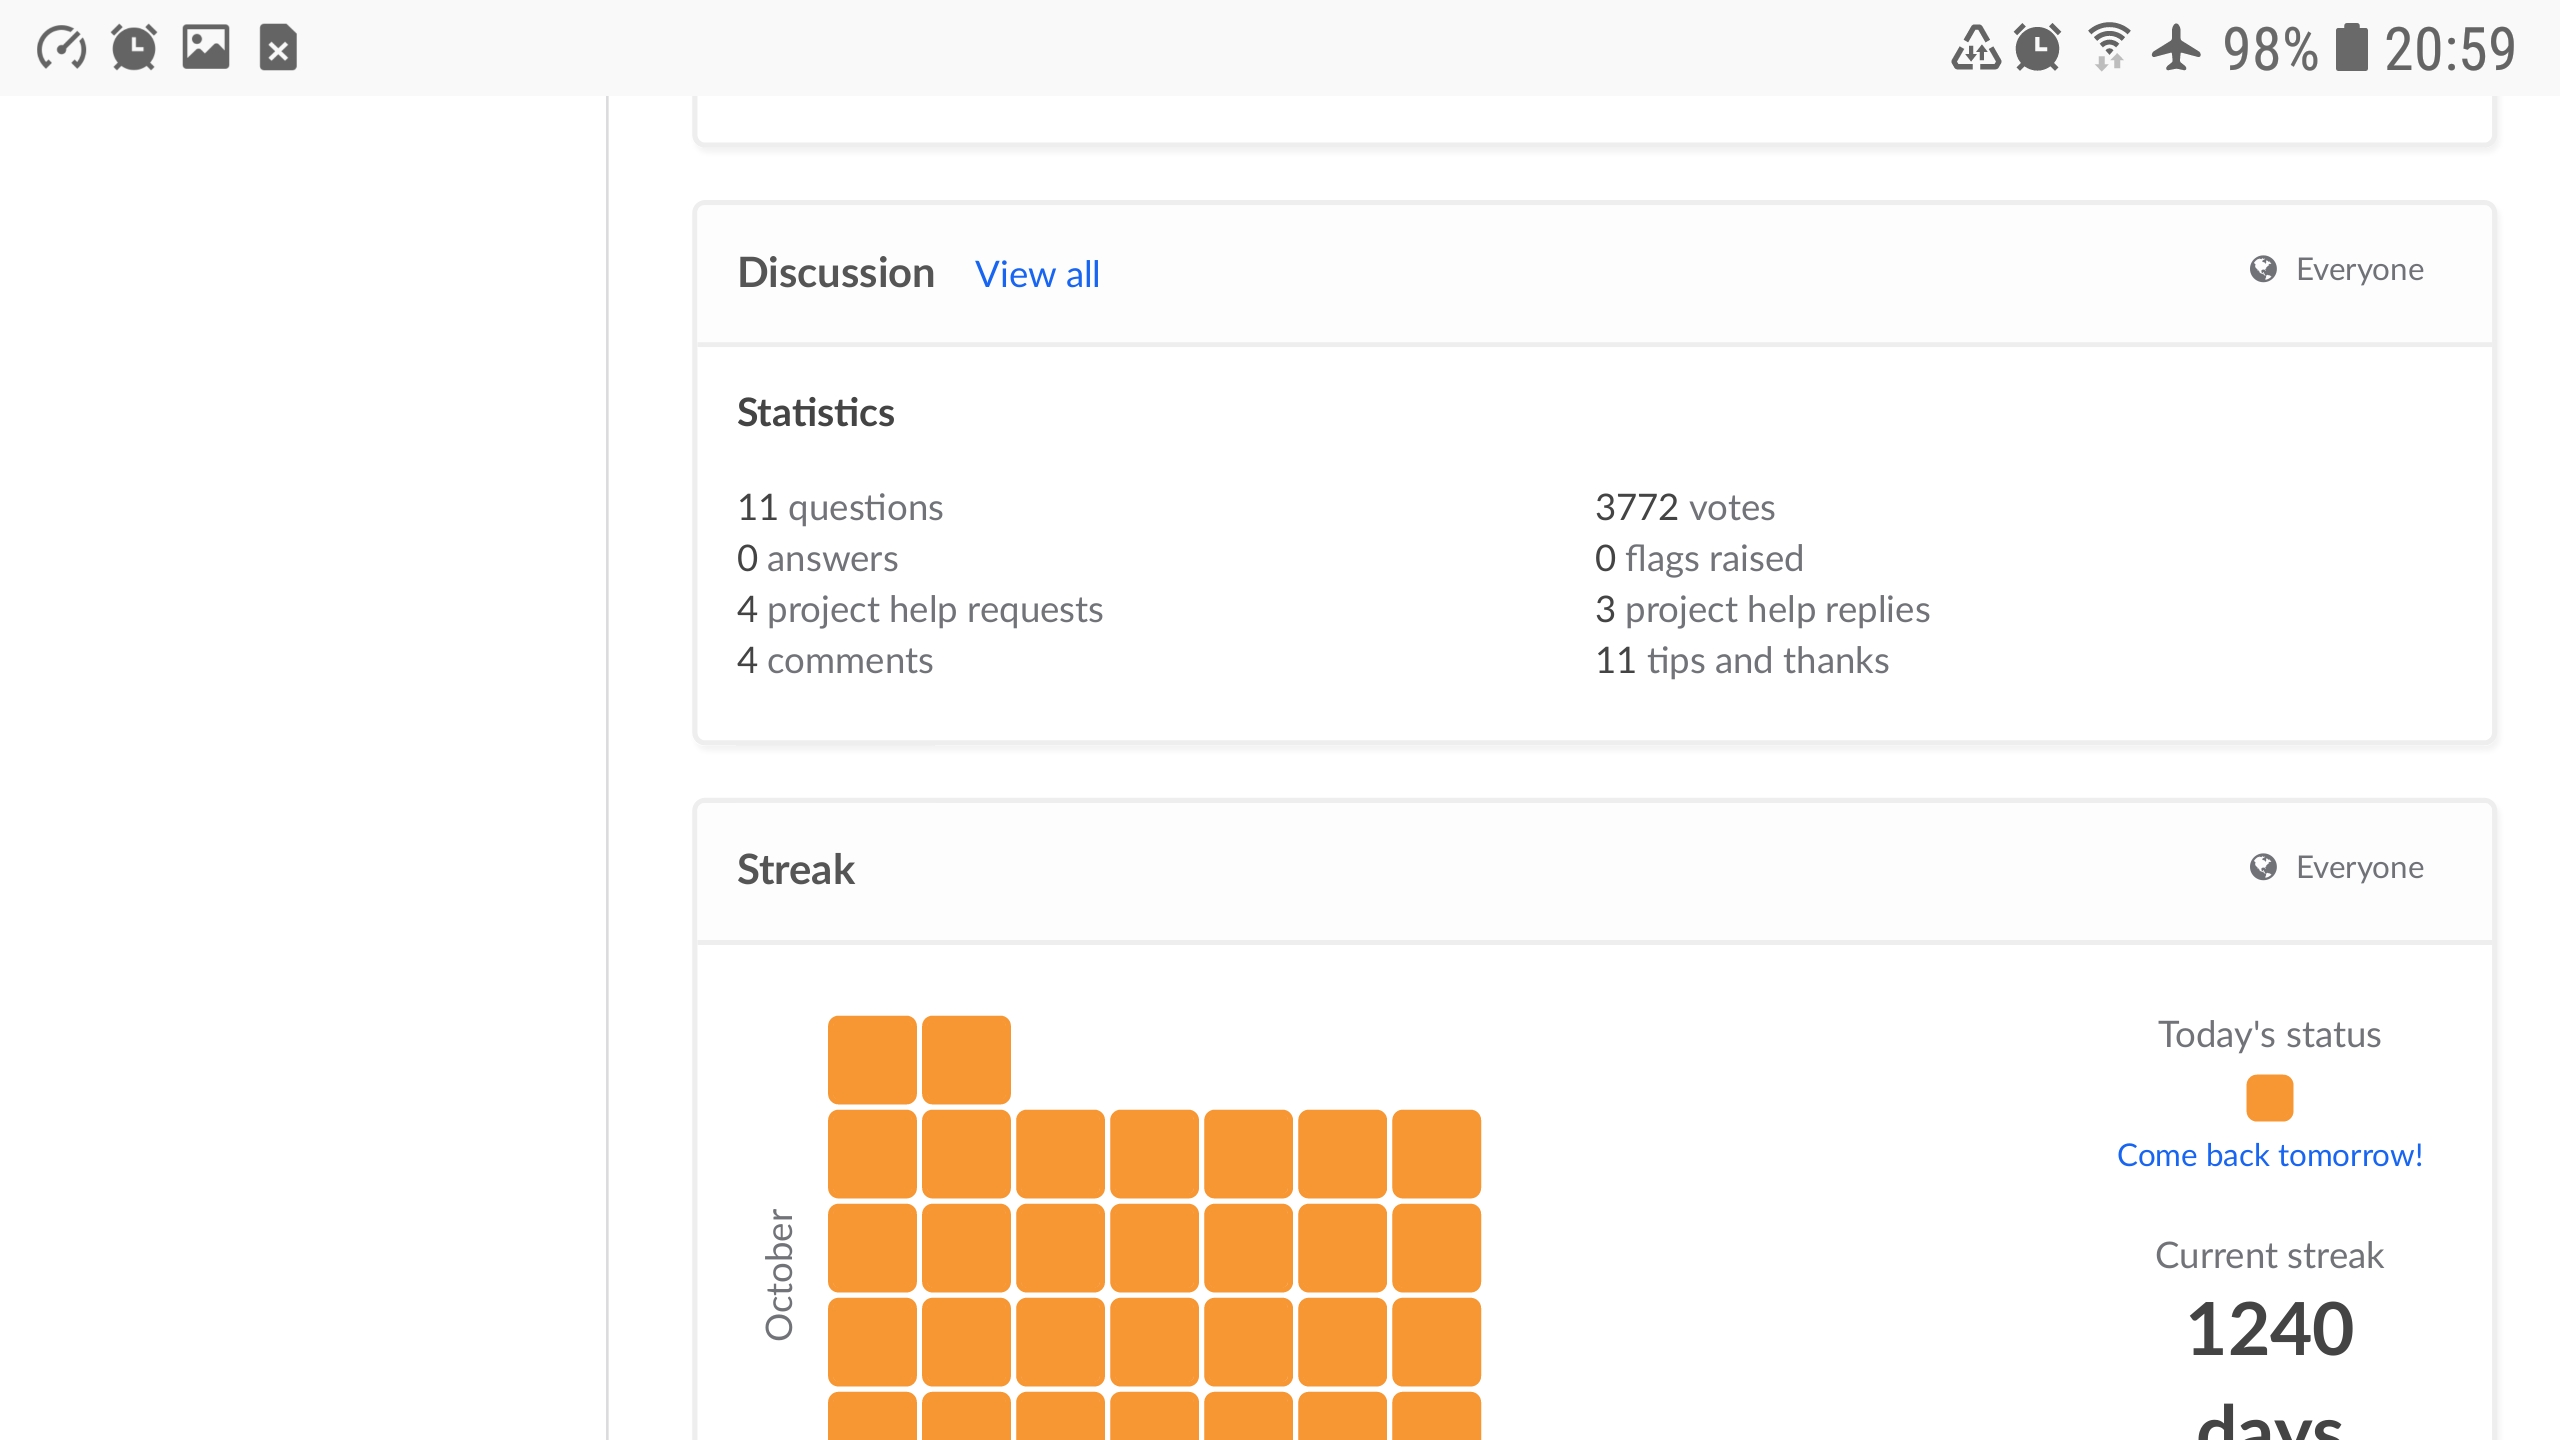 98% 20:59
Discussion View all Everyone
Statistics
11 questions 3772 votes
0 answers 0 flags raised
4 project help requests 3 project help replies
4 comments 11 tips and thanks
Streak Everyone
Today's status
Come back tomorrow!
October
Current streak
1240
days